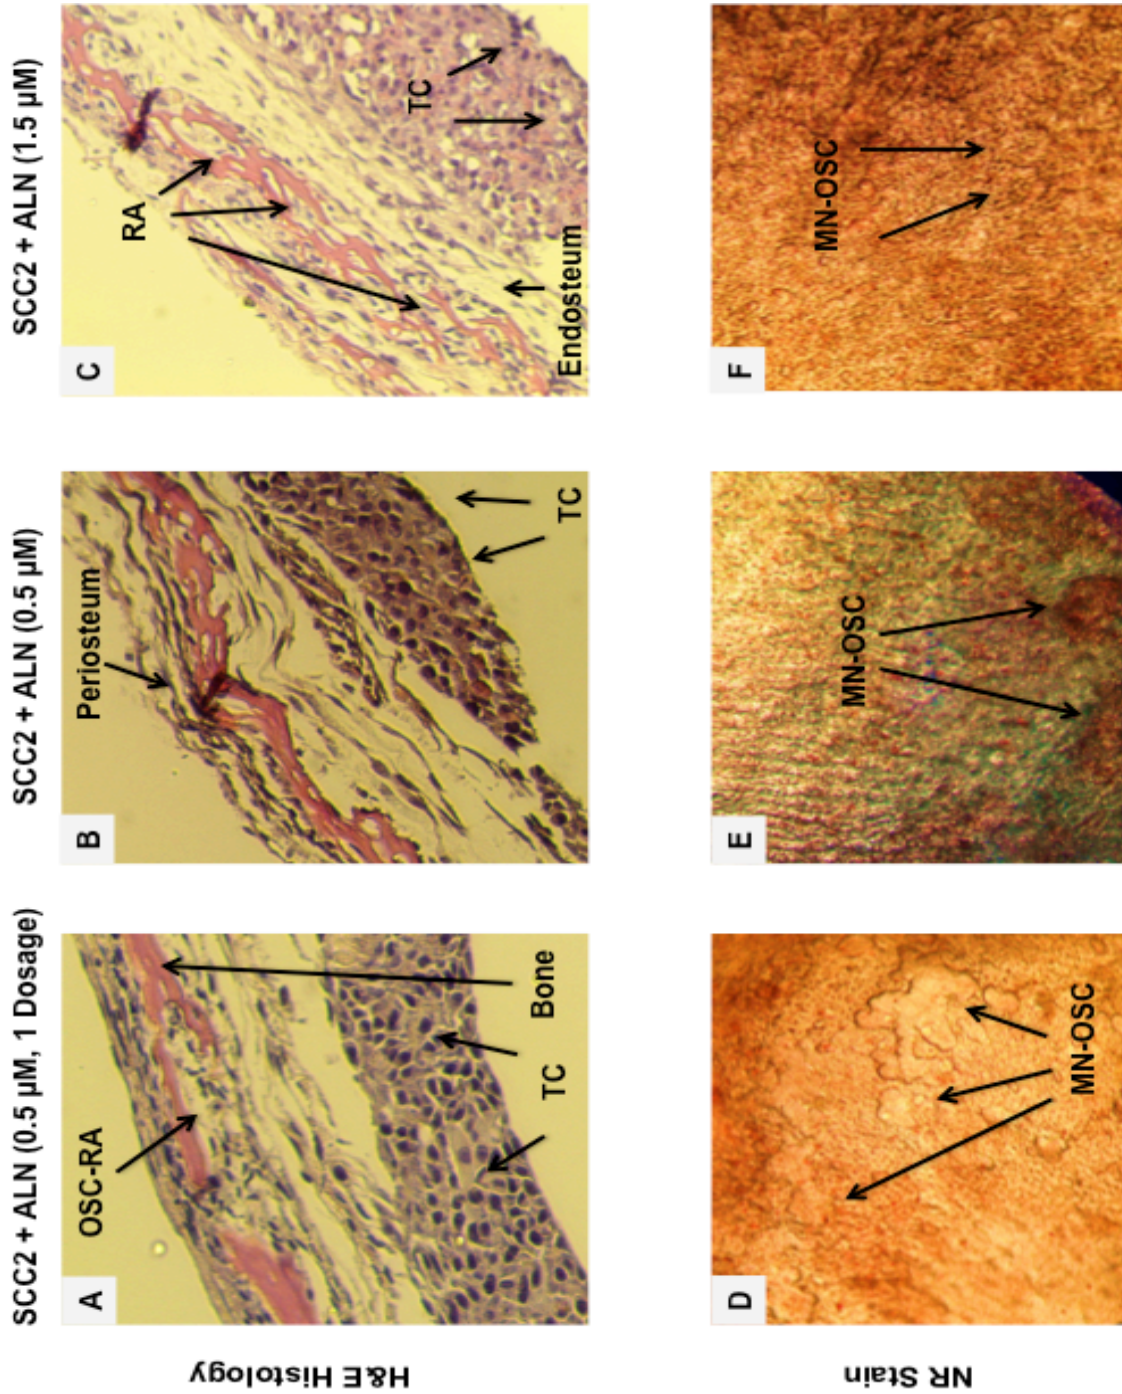 SCC2 + ALN (0.5 µM, 1 Dosage)
SCC2 + ALN (0.5 µM)
SCC2 + ALN (1.5 µM)
H&E Histology
A
OSC-RA
TC
Bone
B
Periosteum
TC
C
RA
TC
Endosteum
NR Stain
D
MN-OSC
E
MN-OSC
F
MN-OSC